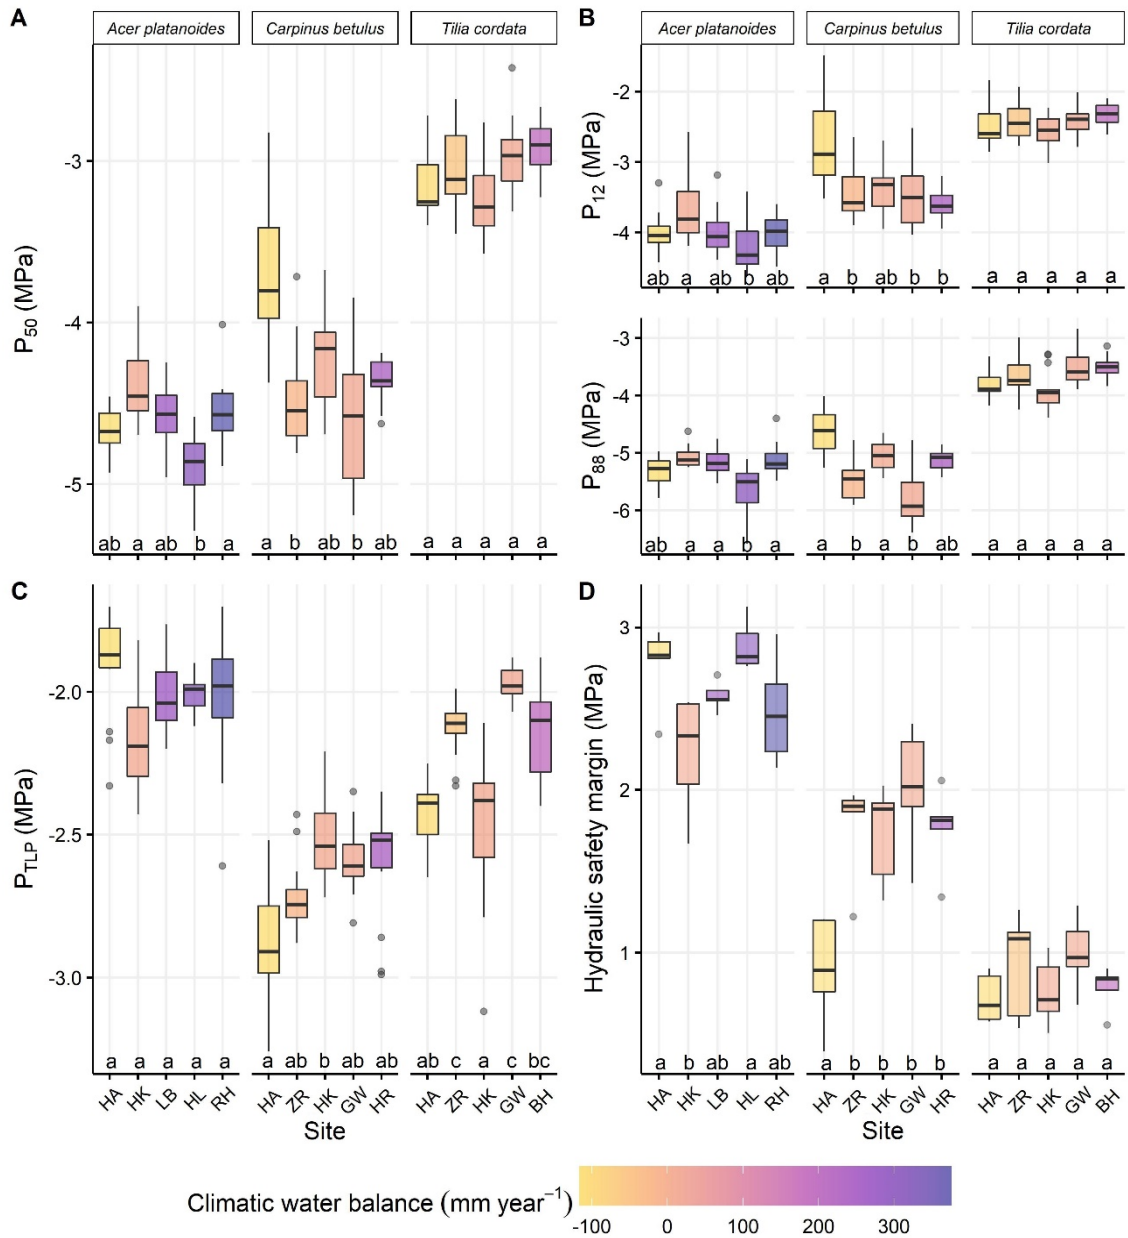 A
Acer platanoides
Carpinus betulus
Tilia cordata
P50 (MPa)
-3
-4
-5
ab a ab b a
a b ab b ab
a a a a a
B
Acer platanoides
Carpinus betulus
Tilia cordata
P12 (MPa)
-2
-3
-4
ab a ab b ab
a b ab b b
a a a a a
P88 (MPa)
-3
-4
-5
-6
ab a ab b a
a b a b ab
a a a a a
C
PTLP (MPa)
-2.0
-2.5
-3.0
a a a a a
a ab b ab ab
ab c a c bc
HA HK LB HL RH
HA ZR HK GW HR
HA ZR HK GW BH
Site
D
Hydraulic safety margin (MPa)
3
2
1
a b ab a ab
a b b b b
a a a a a
HA HK LB HL RH
HA ZR HK GW HR
HA ZR HK GW BH
Site
Climatic water balance (mm year−1)
-100 0 100 200 300